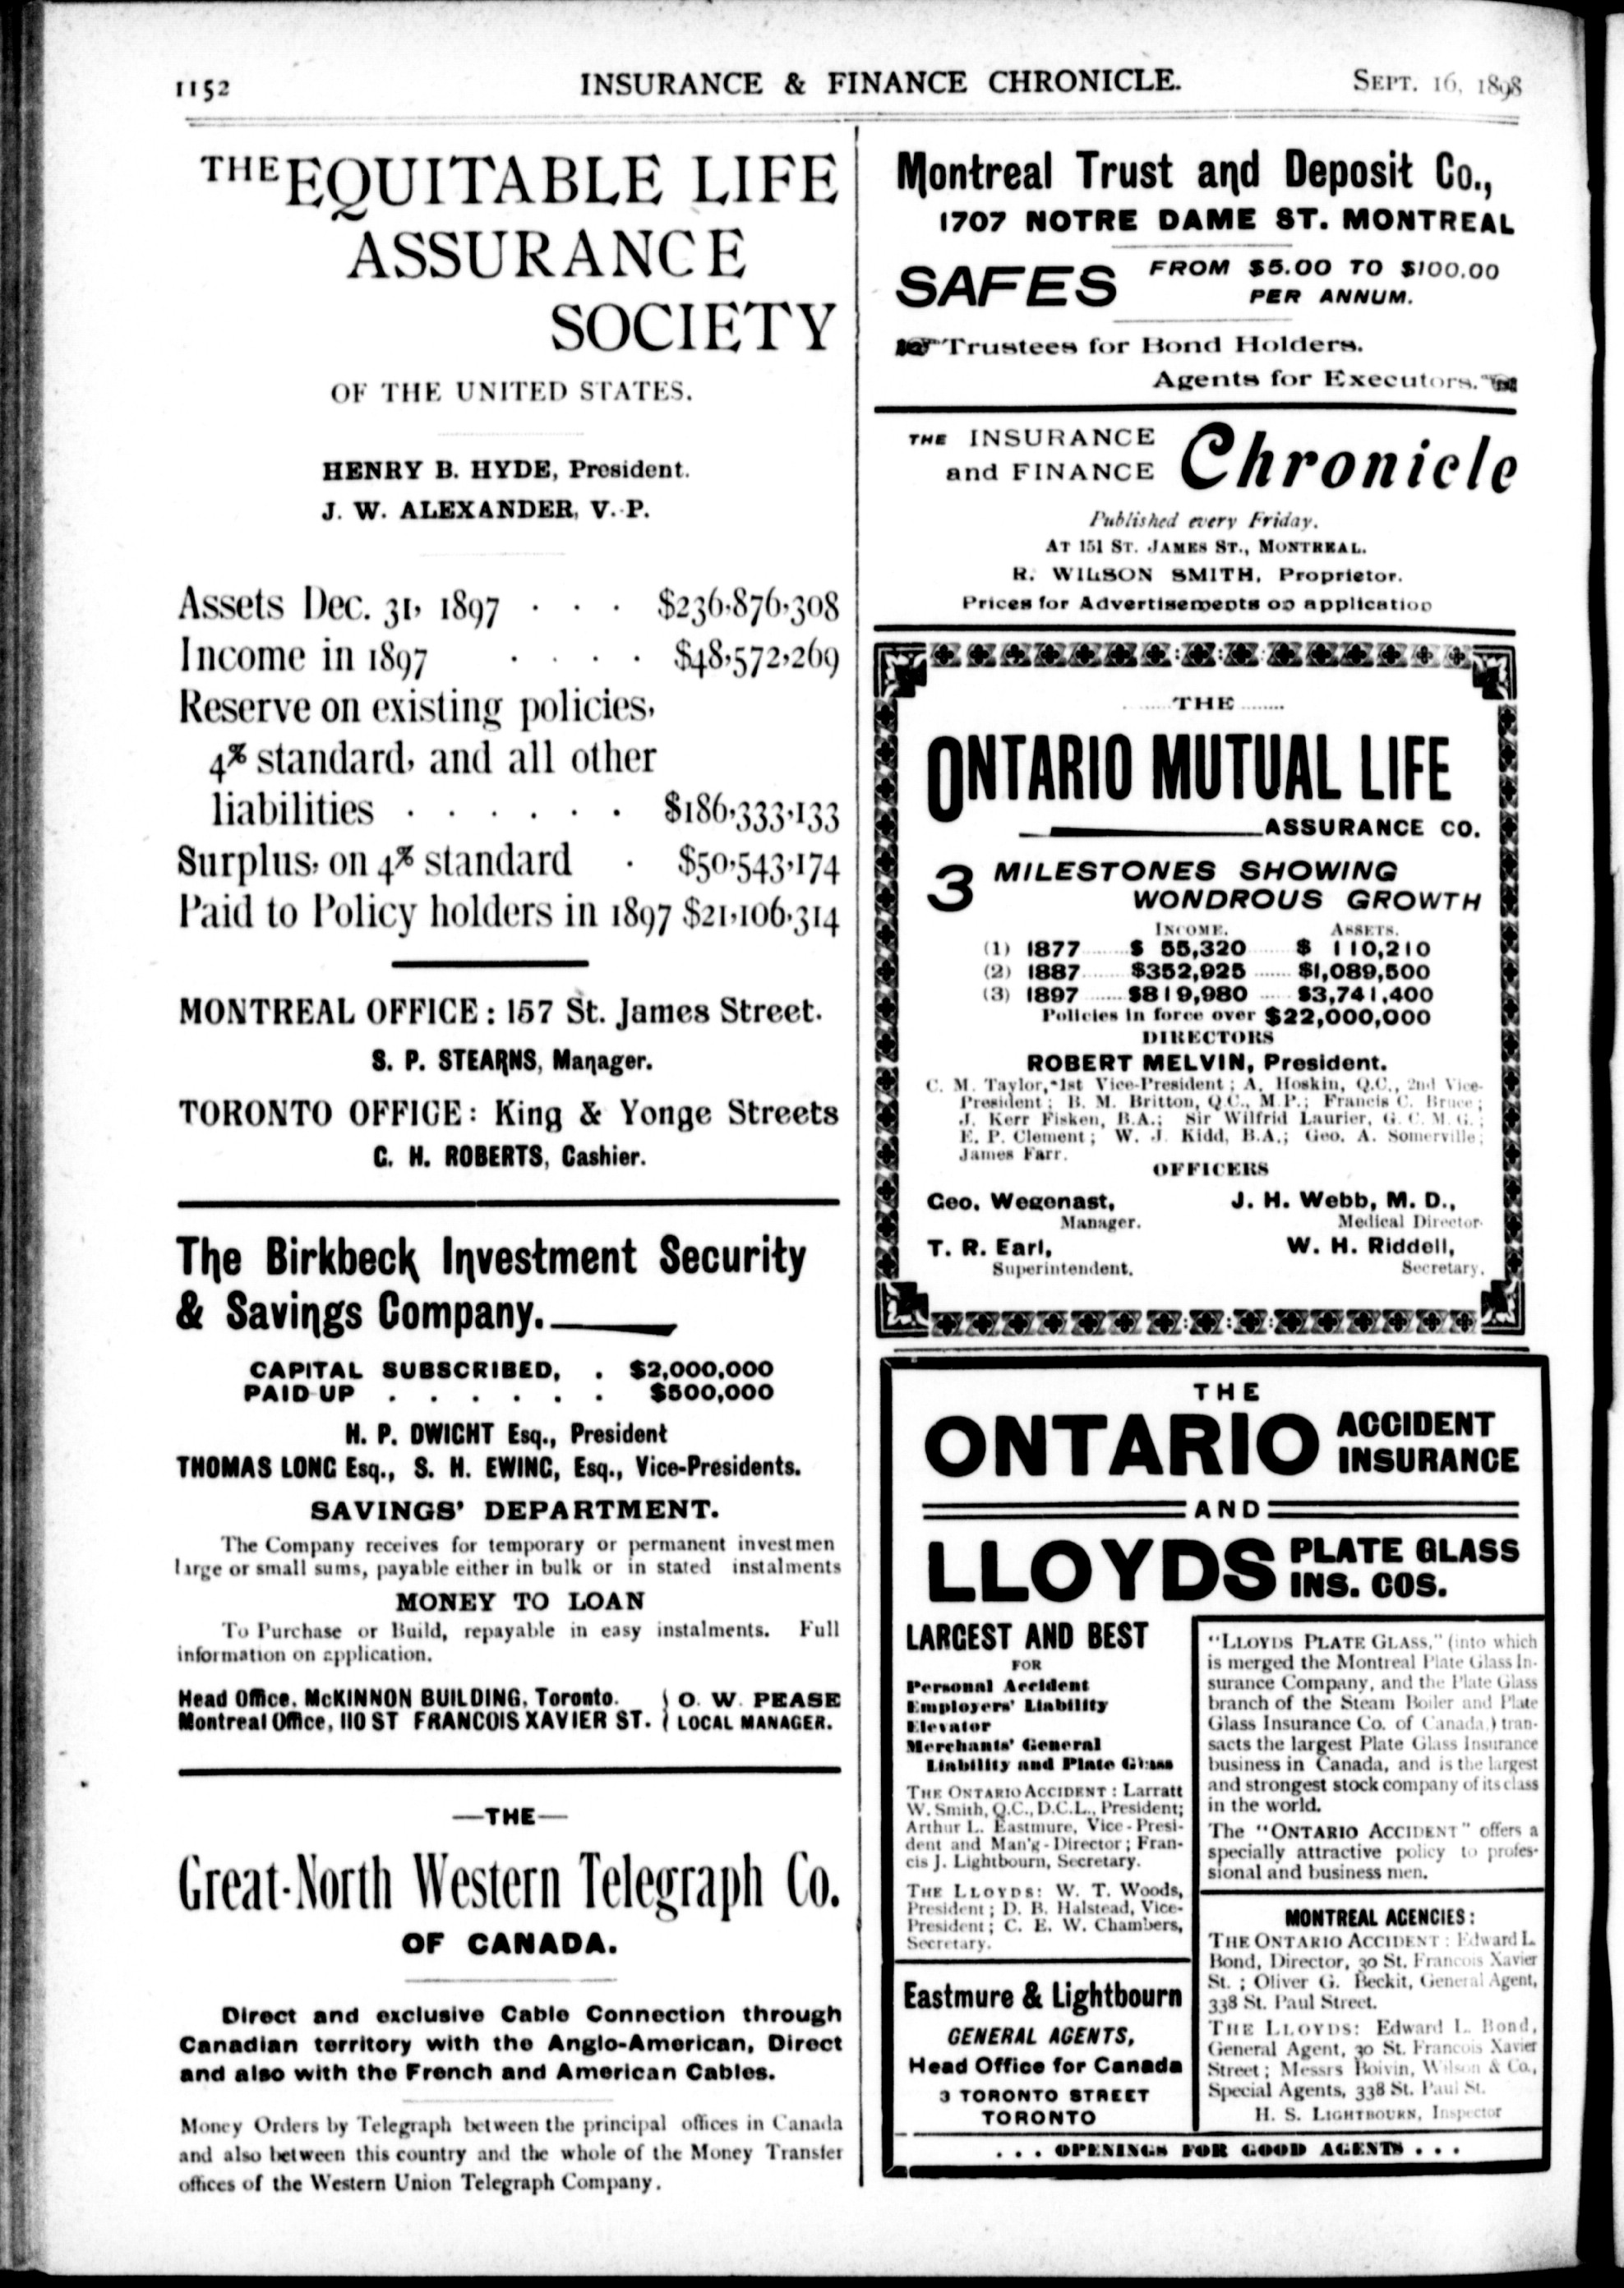 1152 INSURANCE & FINANCE CHRONICLE. SEPT. 16, 1898
THE EQUITABLE LIFE
ASSURANCE
SOCIETY
OF THE UNITED STATES.
HENRY B. HYDE, President.
J. W. ALEXANDER, V.-P.
Assets Dec. 31, 1897 . . . $236,876,308
Income in 1897 . . . . $48,572,269
Reserve on existing policies,
4% standard, and all other
liabilities . . . . . . $186,333,133
Surplus, on 4% standard . $50,543,174
Paid to Policy holders in 1897 $21,106,314
MONTREAL OFFICE : 157 St. James Street.
S. P. STEARNS, Manager.
TORONTO OFFICE : King & Yonge Streets
C. H. ROBERTS, Cashier.
The Birkbeck Investment Security
& Savings Company.
CAPITAL SUBSCRIBED, . $2,000,000
PAID-UP . . . . . . $500,000
H. P. DWIGHT Esq., President
THOMAS LONG Esq., S. H. EWING, Esq., Vice-Presidents.
SAVINGS' DEPARTMENT.
The Company receives for temporary or permanent investmen
large or small sums, payable either in bulk or in stated instalments
MONEY TO LOAN
To Purchase or Build, repayable in easy instalments. Full
information on application.
Head Office, McKINNON BUILDING, Toronto. } O. W. PEASE
Montreal Office, 110 ST FRANCOIS XAVIER ST. } LOCAL MANAGER.
—THE—
Great-North Western Telegraph Co.
OF CANADA.
Direct and exclusive Cable Connection through
Canadian territory with the Anglo-American, Direct
and also with the French and American Cables.
Money Orders by Telegraph between the principal offices in Canada
and also between this country and the whole of the Money Transfer
offices of the Western Union Telegraph Company.
Montreal Trust and Deposit Co.,
1707 NOTRE DAME ST. MONTREAL
SAFES FROM $5.00 TO $100.00
PER ANNUM.
Trustees for Bond Holders.
Agents for Executors.
THE INSURANCE
and FINANCE Chronicle
Published every Friday.
AT 151 ST. JAMES ST., MONTREAL.
R. WILSON SMITH, Proprietor.
Prices for Advertisements on application
THE
ONTARIO MUTUAL LIFE
ASSURANCE CO.
3 MILESTONES SHOWING
WONDROUS GROWTH
INCOME. ASSETS.
(1) 1877 ...... $ 55,320 ...... $ 110,210
(2) 1887 ...... $352,925 ...... $1,089,500
(3) 1897 ...... $819,980 ...... $3,741,400
Policies in force over $22,000,000
DIRECTORS
ROBERT MELVIN, President.
C. M. Taylor, 1st Vice-President ; A. Hoskin, Q.C., 2nd Vice-
President ; B. M. Britton, Q.C., M.P.; Francis C. Bruce ;
J. Kerr Fisken, B.A.; Sir Wilfrid Laurier, G. C. M. G. ;
E. P. Clement ; W. J. Kidd, B.A.; Geo. A. Somerville ;
James Farr.
OFFICERS
Geo. Wegenast, J. H. Webb, M. D.,
Manager. Medical Director.
T. R. Earl, W. H. Riddell,
Superintendent. Secretary.
THE
ONTARIO ACCIDENT
INSURANCE
AND
LLOYDS PLATE GLASS
INS. COS.
LARGEST AND BEST
FOR
Personal Accident
Employers' Liability
Elevator
Merchants' General
Liability and Plate Glass
THE ONTARIO ACCIDENT : Larratt
W. Smith, Q.C., D.C.L., President;
Arthur L. Eastmure, Vice-Presi-
dent and Man'g-Director ; Fran-
cis J. Lightbourn, Secretary.
THE LLOYDS: W. T. Woods,
President ; D. B. Halstead, Vice-
President ; C. E. W. Chambers,
Secretary.
Eastmure & Lightbourn
GENERAL AGENTS,
Head Office for Canada
3 TORONTO STREET
TORONTO
"LLOYDS PLATE GLASS," (into which
is merged the Montreal Plate Glass In-
surance Company, and the Plate Glass
branch of the Steam Boiler and Plate
Glass Insurance Co. of Canada,) tran-
sacts the largest Plate Glass Insurance
business in Canada, and is the largest
and strongest stock company of its class
in the world.
The "ONTARIO ACCIDENT" offers a
specially attractive policy to profes-
sional and business men.
MONTREAL AGENCIES :
THE ONTARIO ACCIDENT : Edward L.
Bond, Director, 30 St. Francois Xavier
St. ; Oliver G. Beckit, General Agent,
338 St. Paul Street.
THE LLOYDS: Edward L. Bond,
General Agent, 30 St. Francois Xavier
Street ; Messrs Boivin, Wilson & Co.,
Special Agents, 338 St. Paul St.
H. S. LIGHTBOURN, Inspector
. . . OPENINGS FOR GOOD AGENTS . . .